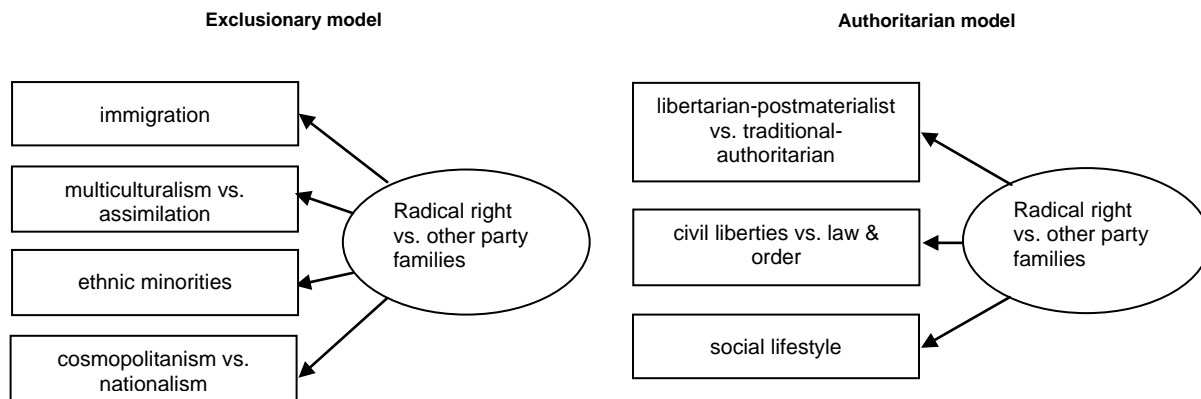 Exclusionary model
immigration
multiculturalism vs.
assimilation
ethnic minorities
cosmopolitanism vs.
nationalism
Radical right
vs. other party
families
Authoritarian model
libertarian-postmaterialist
vs. traditional-
authoritarian
civil liberties vs. law &
order
social lifestyle
Radical right
vs. other party
families